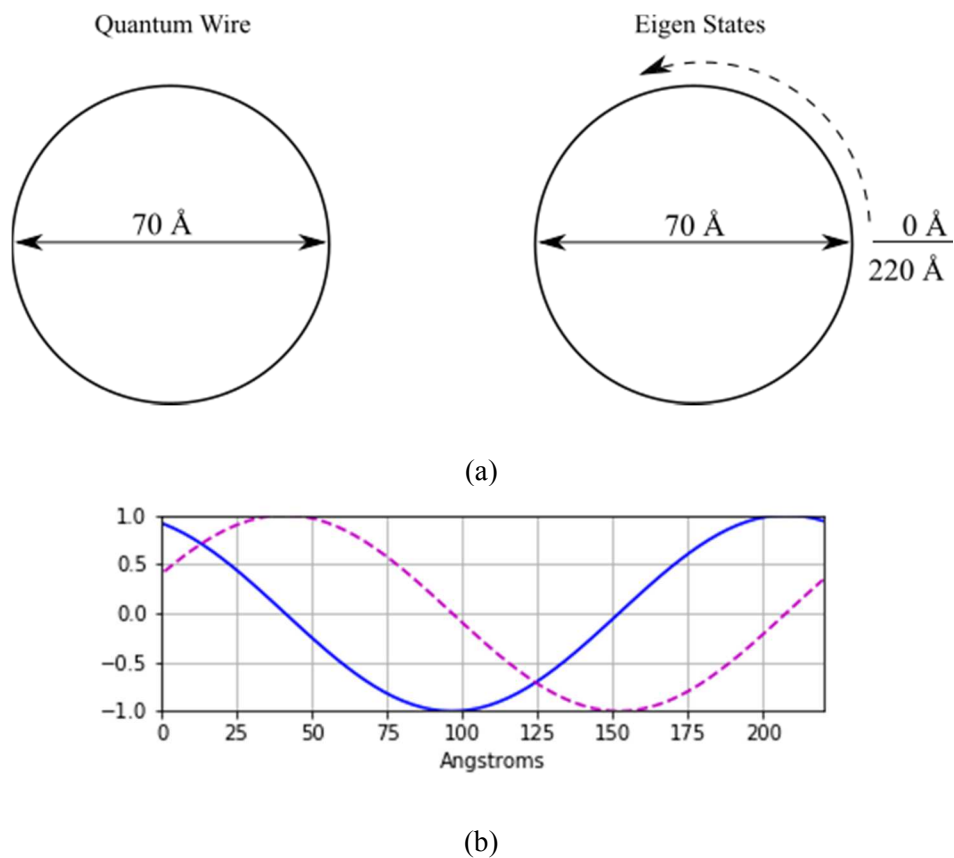 Quantum Wire
Eigen States
70 Å
70 Å
0 Å
220 Å
(a)
1.0
0.5
0.0
−0.5
−1.0
0 25 50 75 100 125 150 175 200
Angstroms
(b)